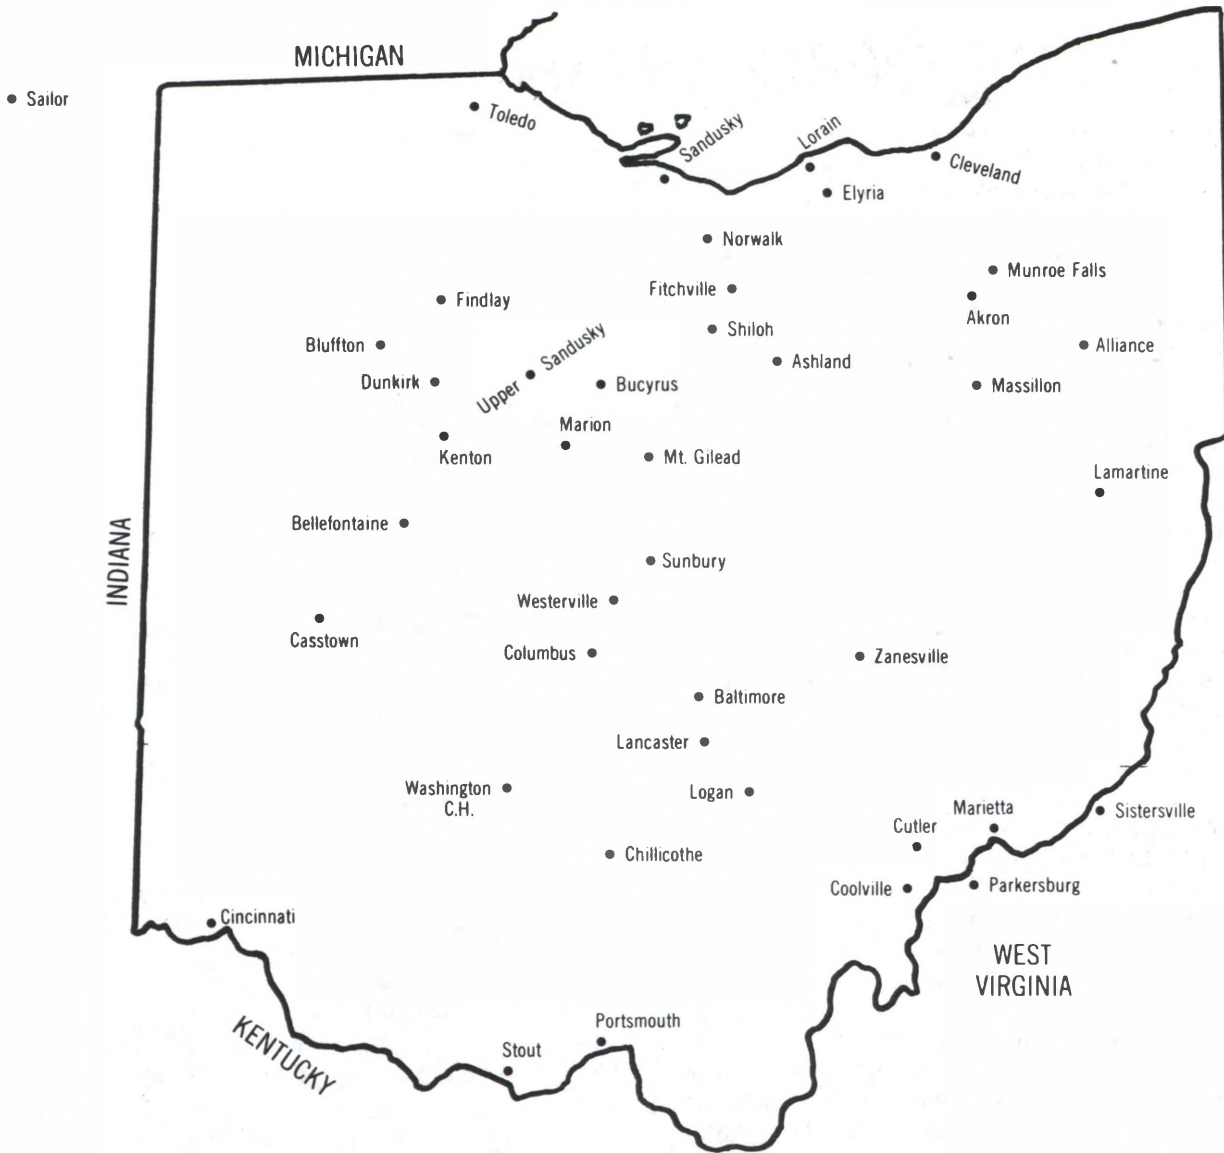 MICHIGAN
Sailor
Toledo
Sandusky
Lorain
Cleveland
Elyria
Norwalk
Munroe Falls
Fitchville
Findlay
Akron
Shiloh
Bluffton
Alliance
Ashland
Upper Sandusky
Dunkirk
Bucyrus
Massillon
Marion
Kenton
Mt. Gilead
Lamartine
Bellefontaine
INDIANA
Sunbury
Westerville
Casstown
Columbus
Zanesville
Baltimore
Lancaster
Washington
C.H.
Logan
Marietta
Sistersville
Cutler
Chillicothe
Coolville
Parkersburg
Cincinnati
WEST
VIRGINIA
KENTUCKY
Portsmouth
Stout